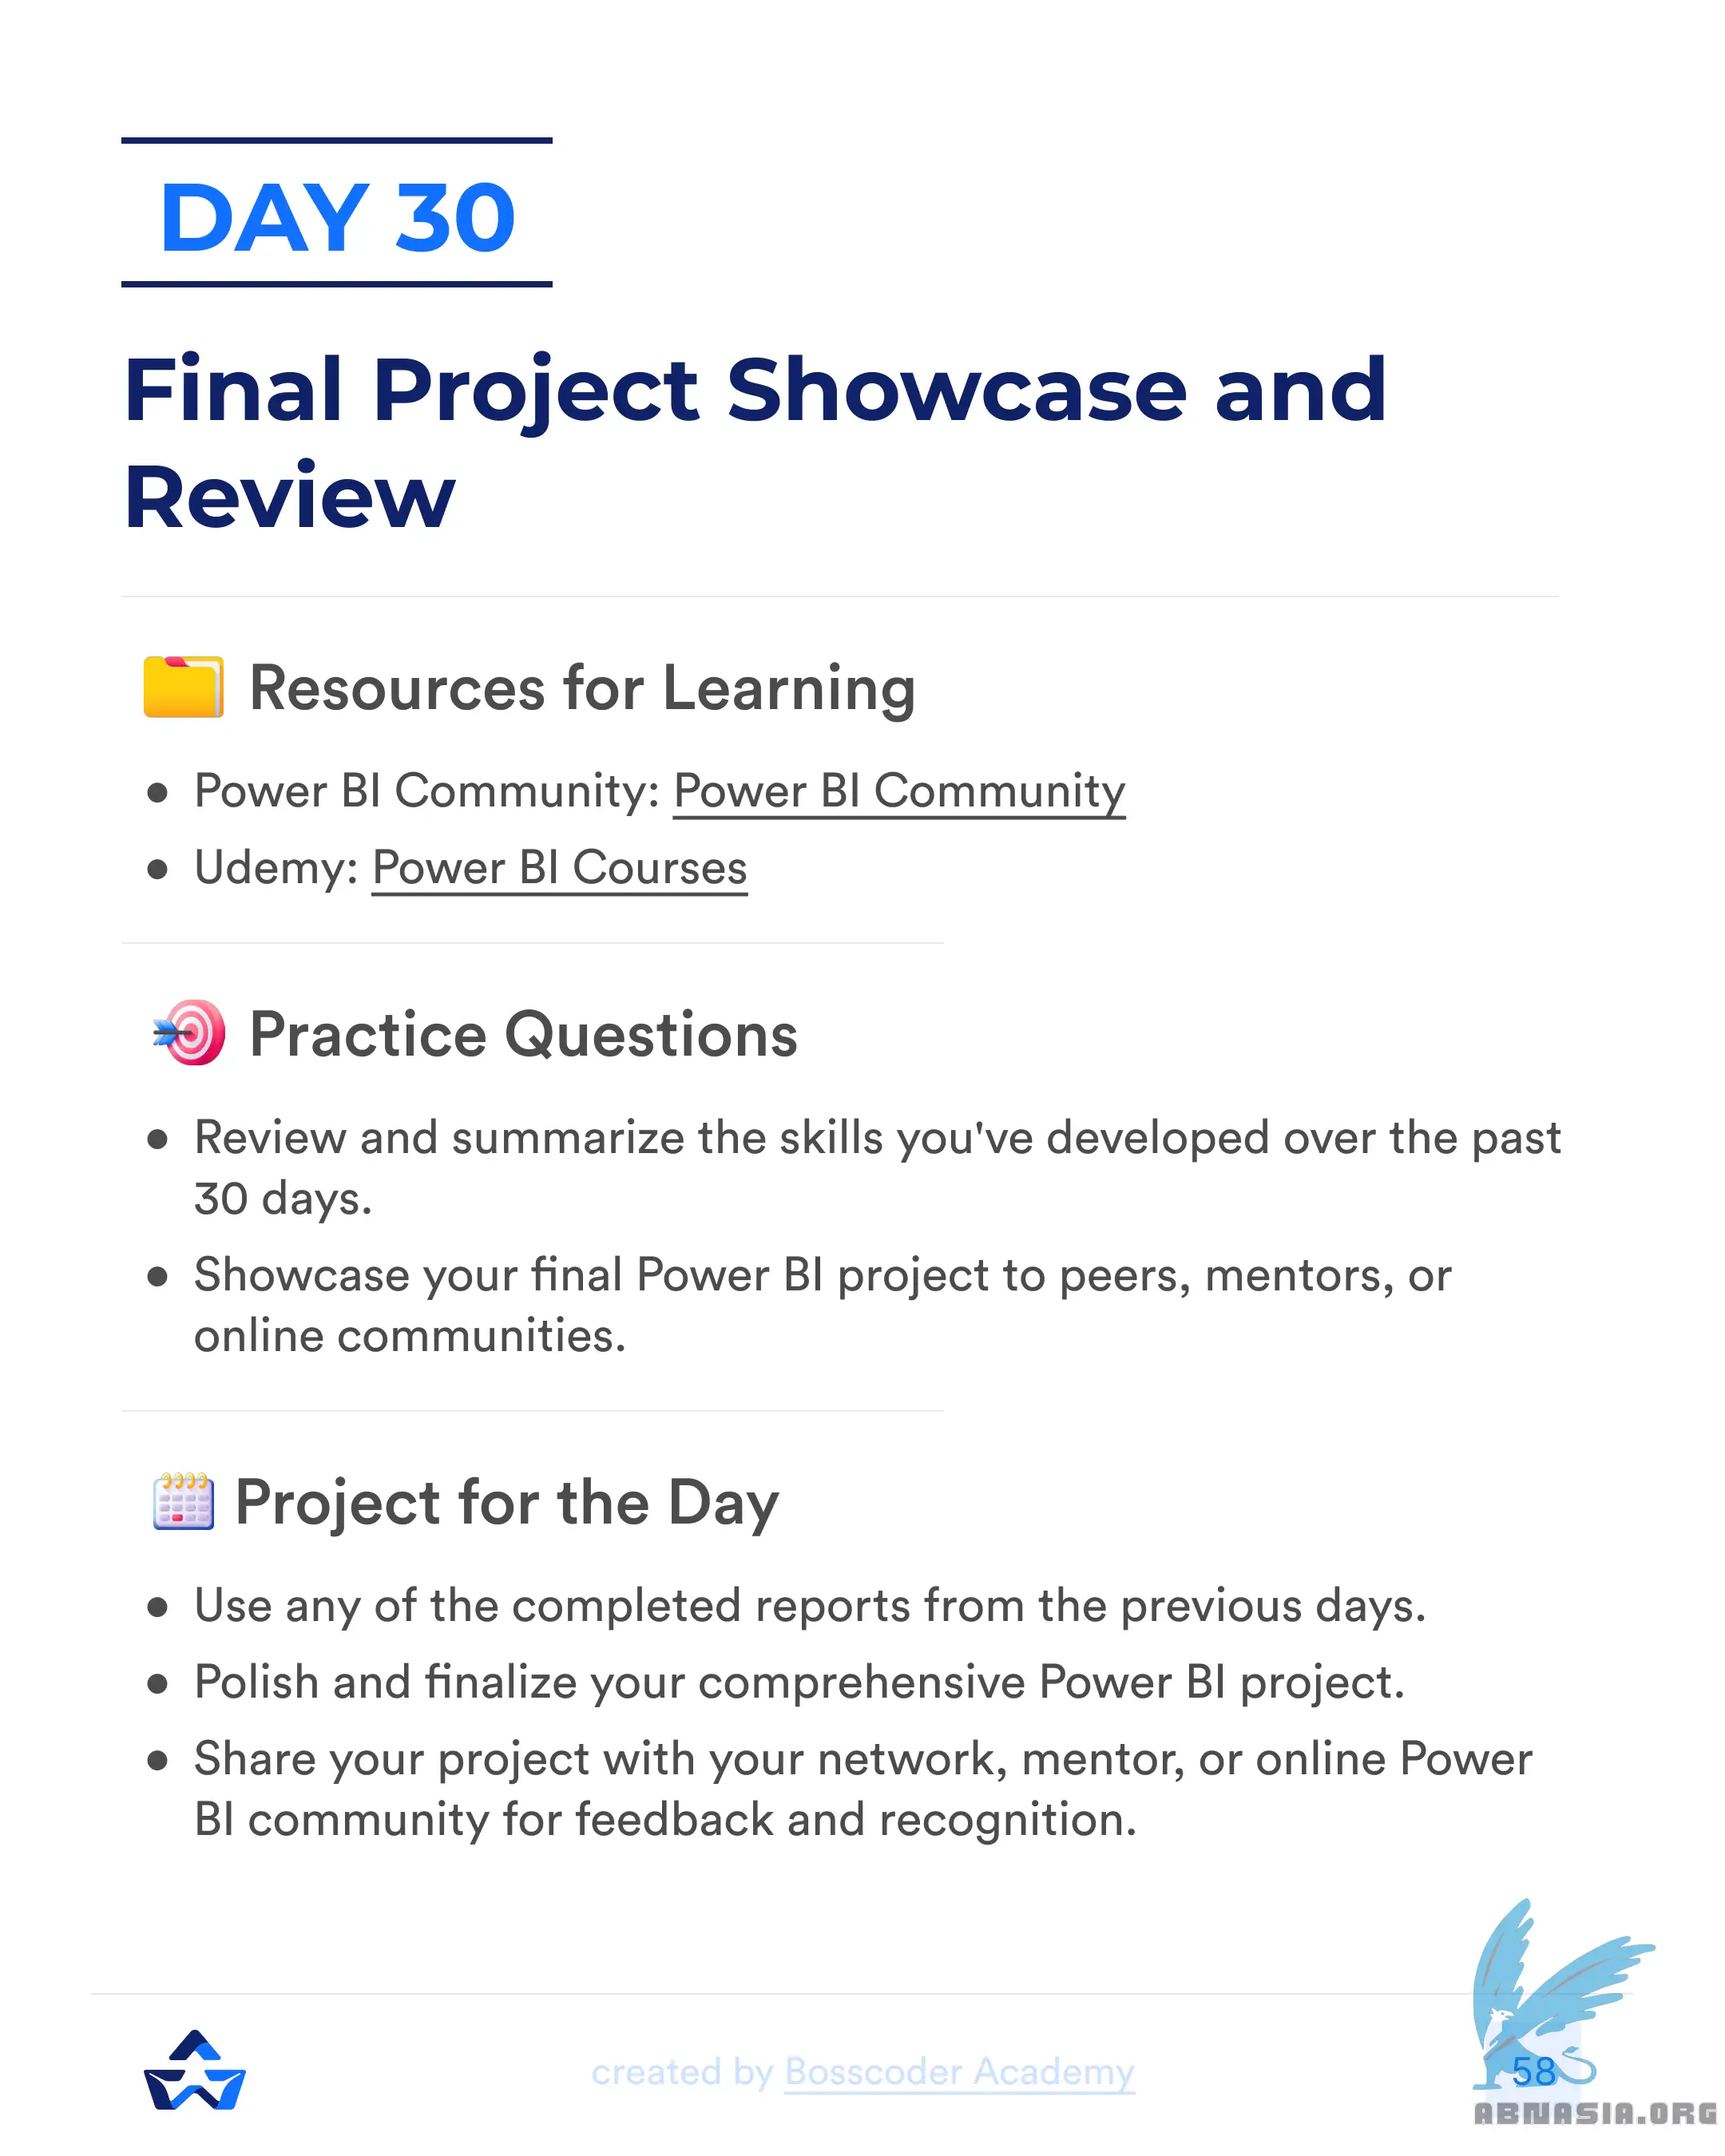 DAY 30
Final Project Showcase and
Review
Resources for Learning
● Power BI Community: Power BI Community
● Udemy: Power BI Courses
Practice Questions
● Review and summarize the skills you've developed over the past
30 days.
● Showcase your final Power BI project to peers, mentors, or
online communities.
Project for the Day
● Use any of the completed reports from the previous days.
● Polish and finalize your comprehensive Power BI project.
● Share your project with your network, mentor, or online Power
BI community for feedback and recognition.
created by Bosscoder Academy
58
ABNASIA.ORG